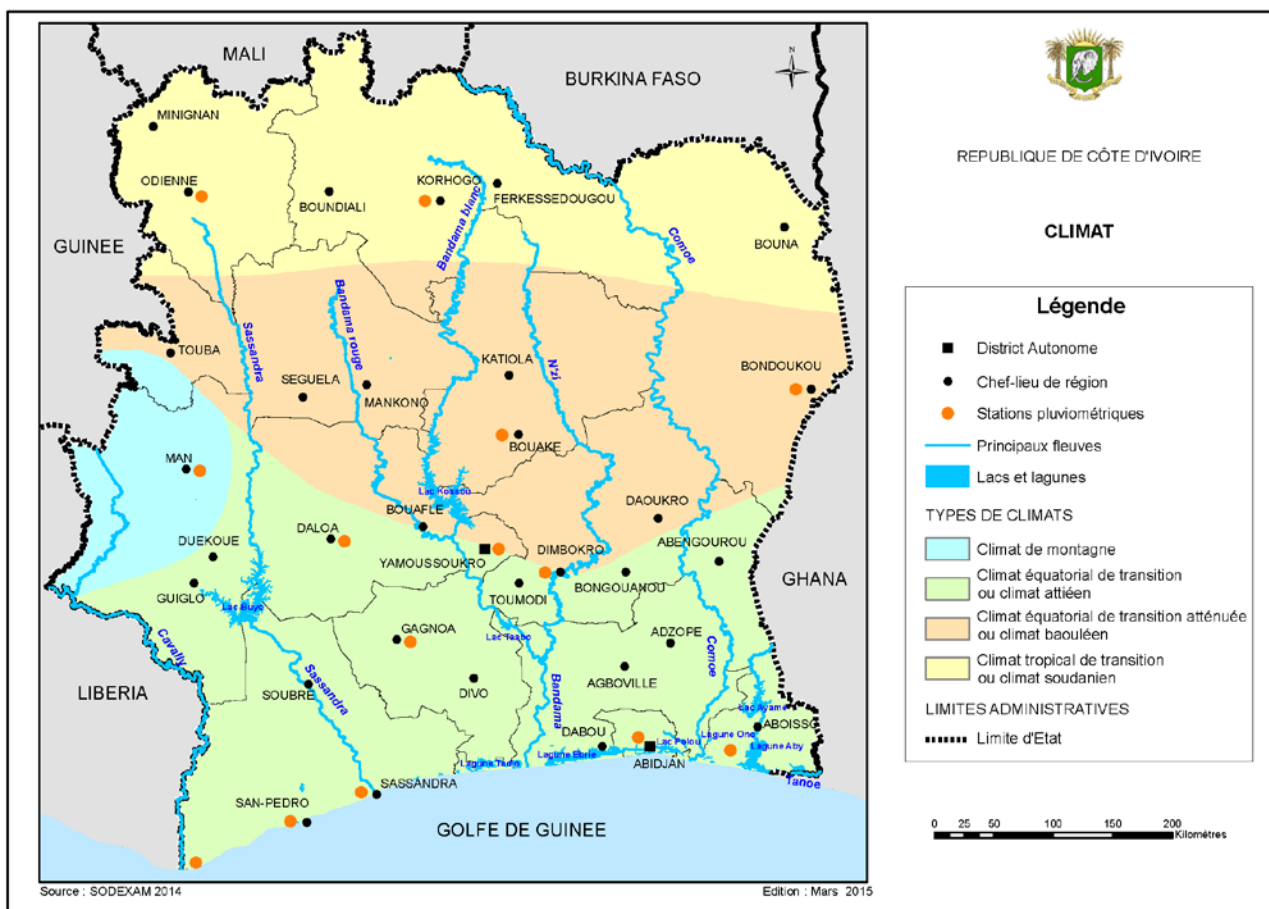 MALI
BURKINA FASO
N
MINIGNAN
ODIENNE
KORHOGO
BOUNDIALI
FERKESSEDOUGOU
Bandama blanc
Comoe
BOUNA
GUINEE
Bandama rouge
Sassandra
N'zi
TOUBA
KATIOLA
BONDOUKOU
SEGUELA
MANKONO
BOUAKE
MAN
Lac Kossou
DAOUKRO
BOUAFLE
DALOA
DUEKOUE
YAMOUSSOUKRO
DIMBOKRO
ABENGOUROU
GHANA
GUIGLO
TOUMODI
BONGOUANOU
Lac Buyo
Lac Taabo
GAGNOA
ADZOPE
Cavally
Comoe
LIBERIA
SOUBRE
Sassandra
DIVO
AGBOVILLE
Bandama
Lac Ayame
ABOISSO
DABOU
Lac Palou
Lagune Ono
Lagune Aby
Lagune Ebrie
Lagune Tadin
ABIDJAN
Tanoe
SASSANDRA
SAN-PEDRO
GOLFE DE GUINEE
Source : SODEXAM 2014
Edition : Mars 2015
REPUBLIQUE DE CÔTE D'IVOIRE
CLIMAT
Légende
District Autonome
Chef-lieu de région
Stations pluviométriques
Principaux fleuves
Lacs et lagunes
TYPES DE CLIMATS
Climat de montagne
Climat équatorial de transition
ou climat attiéen
Climat équatorial de transition atténuée
ou climat baouléen
Climat tropical de transition
ou climat soudanien
LIMITES ADMINISTRATIVES
Limite d'Etat
0 25 50 100 150 200
Kilomètres